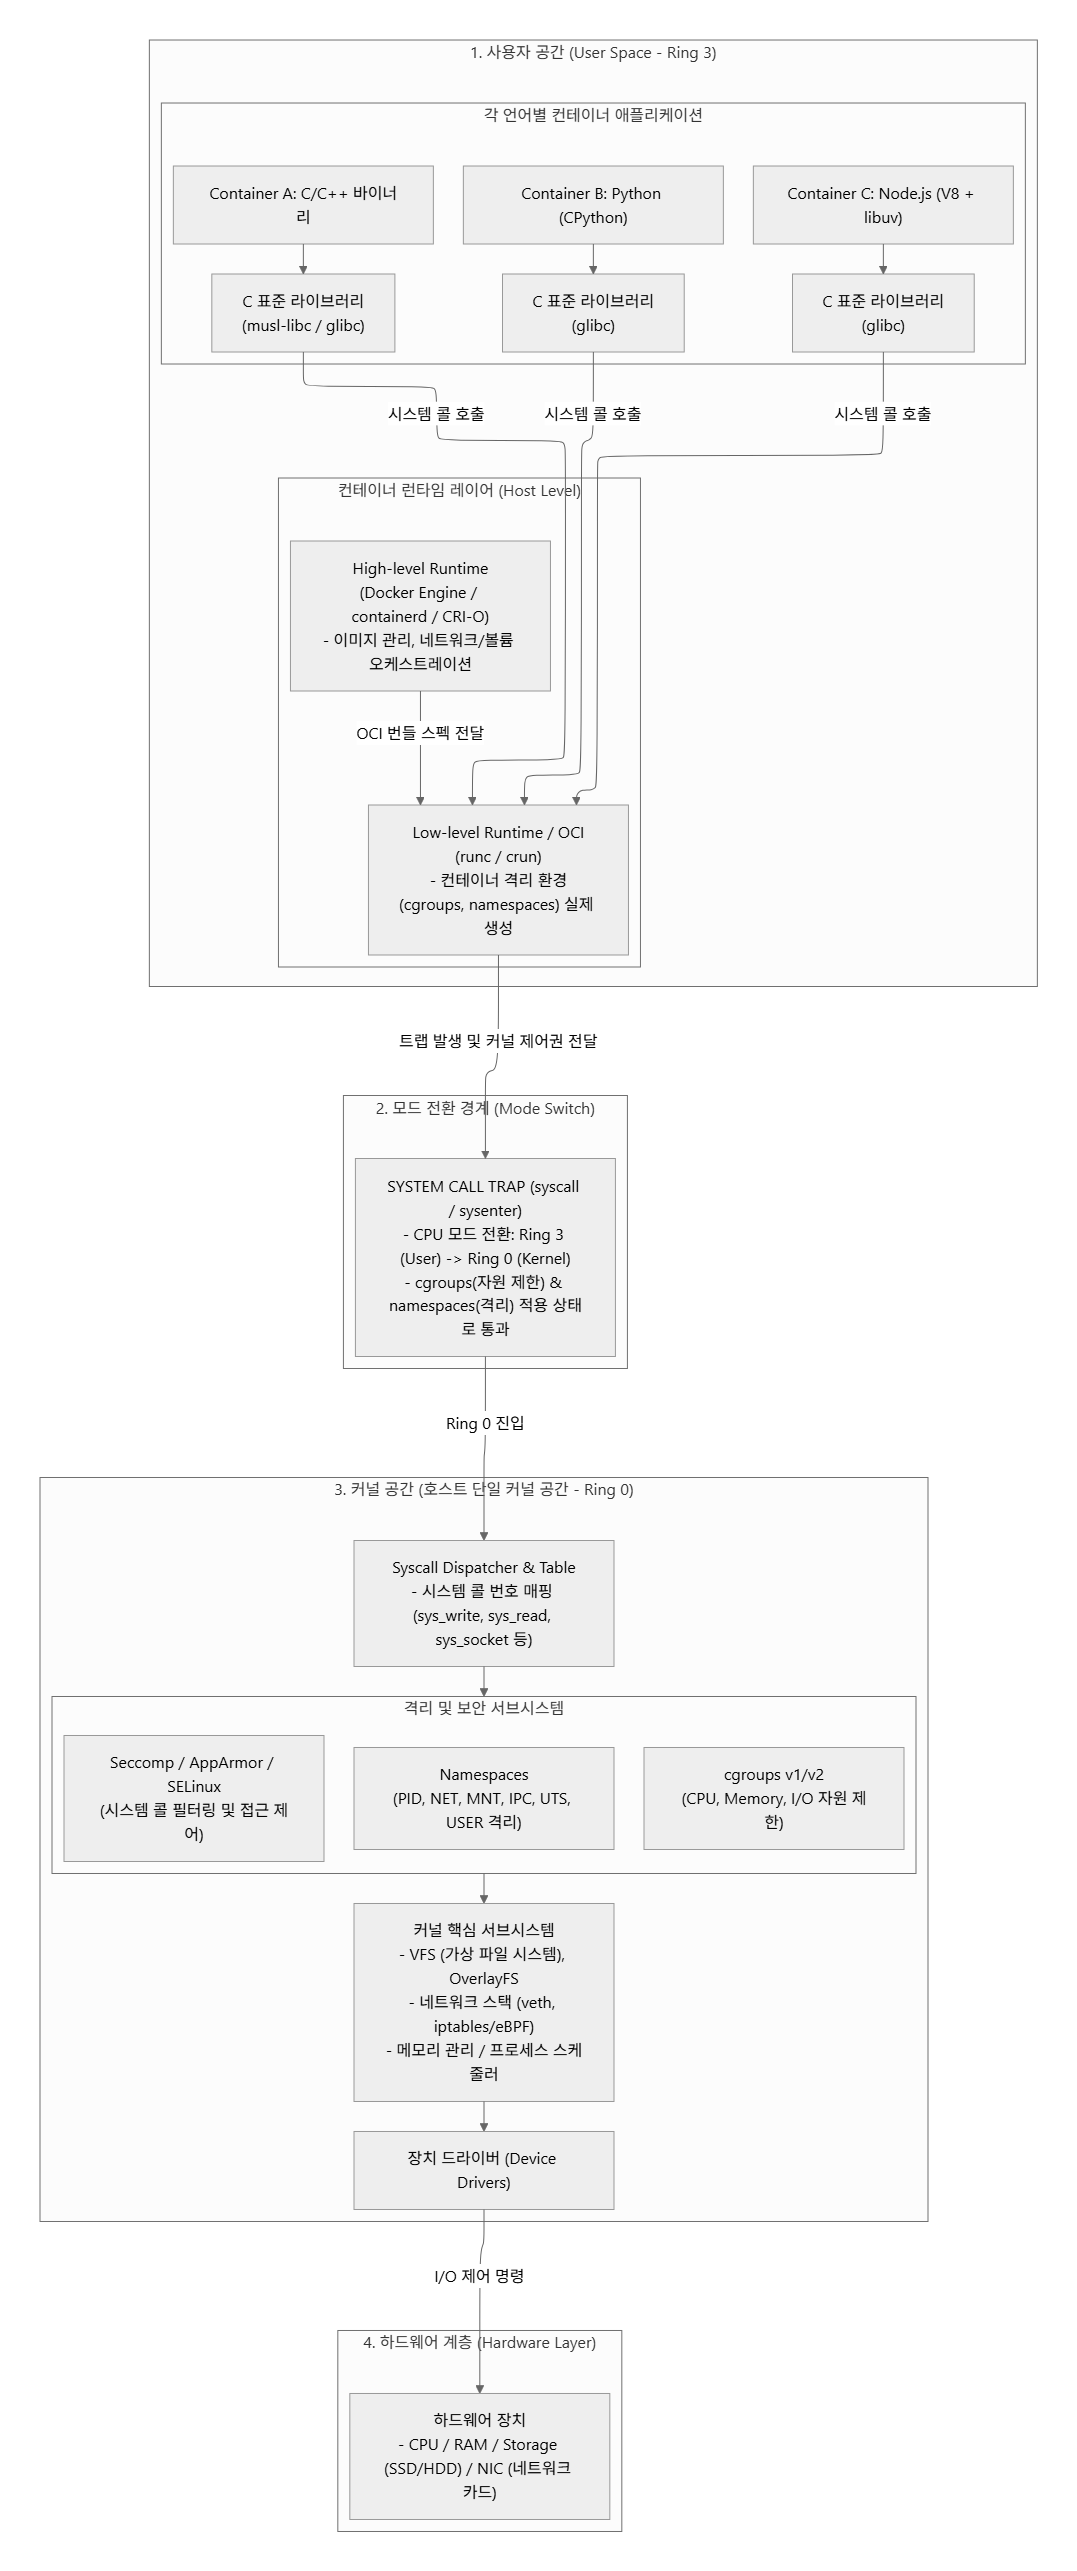 1. 사용자 공간 (User Space - Ring 3)
각 언어별 컨테이너 애플리케이션
Container A: C/C++ 바이너
리
Container B: Python
(CPython)
Container C: Node.js (V8 +
libuv)
C 표준 라이브러리
(musl-libc / glibc)
C 표준 라이브러리
(glibc)
C 표준 라이브러리
(glibc)
시스템 콜 호출
시스템 콜 호출
시스템 콜 호출
컨테이너 런타임 레이어 (Host Level)
High-level Runtime
(Docker Engine /
containerd / CRI-O)
- 이미지 관리, 네트워크/볼륨
오케스트레이션
OCI 번들 스펙 전달
Low-level Runtime / OCI
(runc / crun)
- 컨테이너 격리 환경
(cgroups, namespaces) 실제
생성
트랩 발생 및 커널 제어권 전달
2. 모드 전환 경계 (Mode Switch)
SYSTEM CALL TRAP (syscall
/ sysenter)
- CPU 모드 전환: Ring 3
(User) -> Ring 0 (Kernel)
- cgroups(자원 제한) &
namespaces(격리) 적용 상태
로 통과
Ring 0 진입
3. 커널 공간 (호스트 단일 커널 공간 - Ring 0)
Syscall Dispatcher & Table
- 시스템 콜 번호 매핑
(sys_write, sys_read,
sys_socket 등)
격리 및 보안 서브시스템
Seccomp / AppArmor /
SELinux
(시스템 콜 필터링 및 접근 제
어)
Namespaces
(PID, NET, MNT, IPC, UTS,
USER 격리)
cgroups v1/v2
(CPU, Memory, I/O 자원 제
한)
커널 핵심 서브시스템
- VFS (가상 파일 시스템),
OverlayFS
- 네트워크 스택 (veth,
iptables/eBPF)
- 메모리 관리 / 프로세스 스케
줄러
장치 드라이버 (Device
Drivers)
I/O 제어 명령
4. 하드웨어 계층 (Hardware Layer)
하드웨어 장치
- CPU / RAM / Storage
(SSD/HDD) / NIC (네트워크
카드)